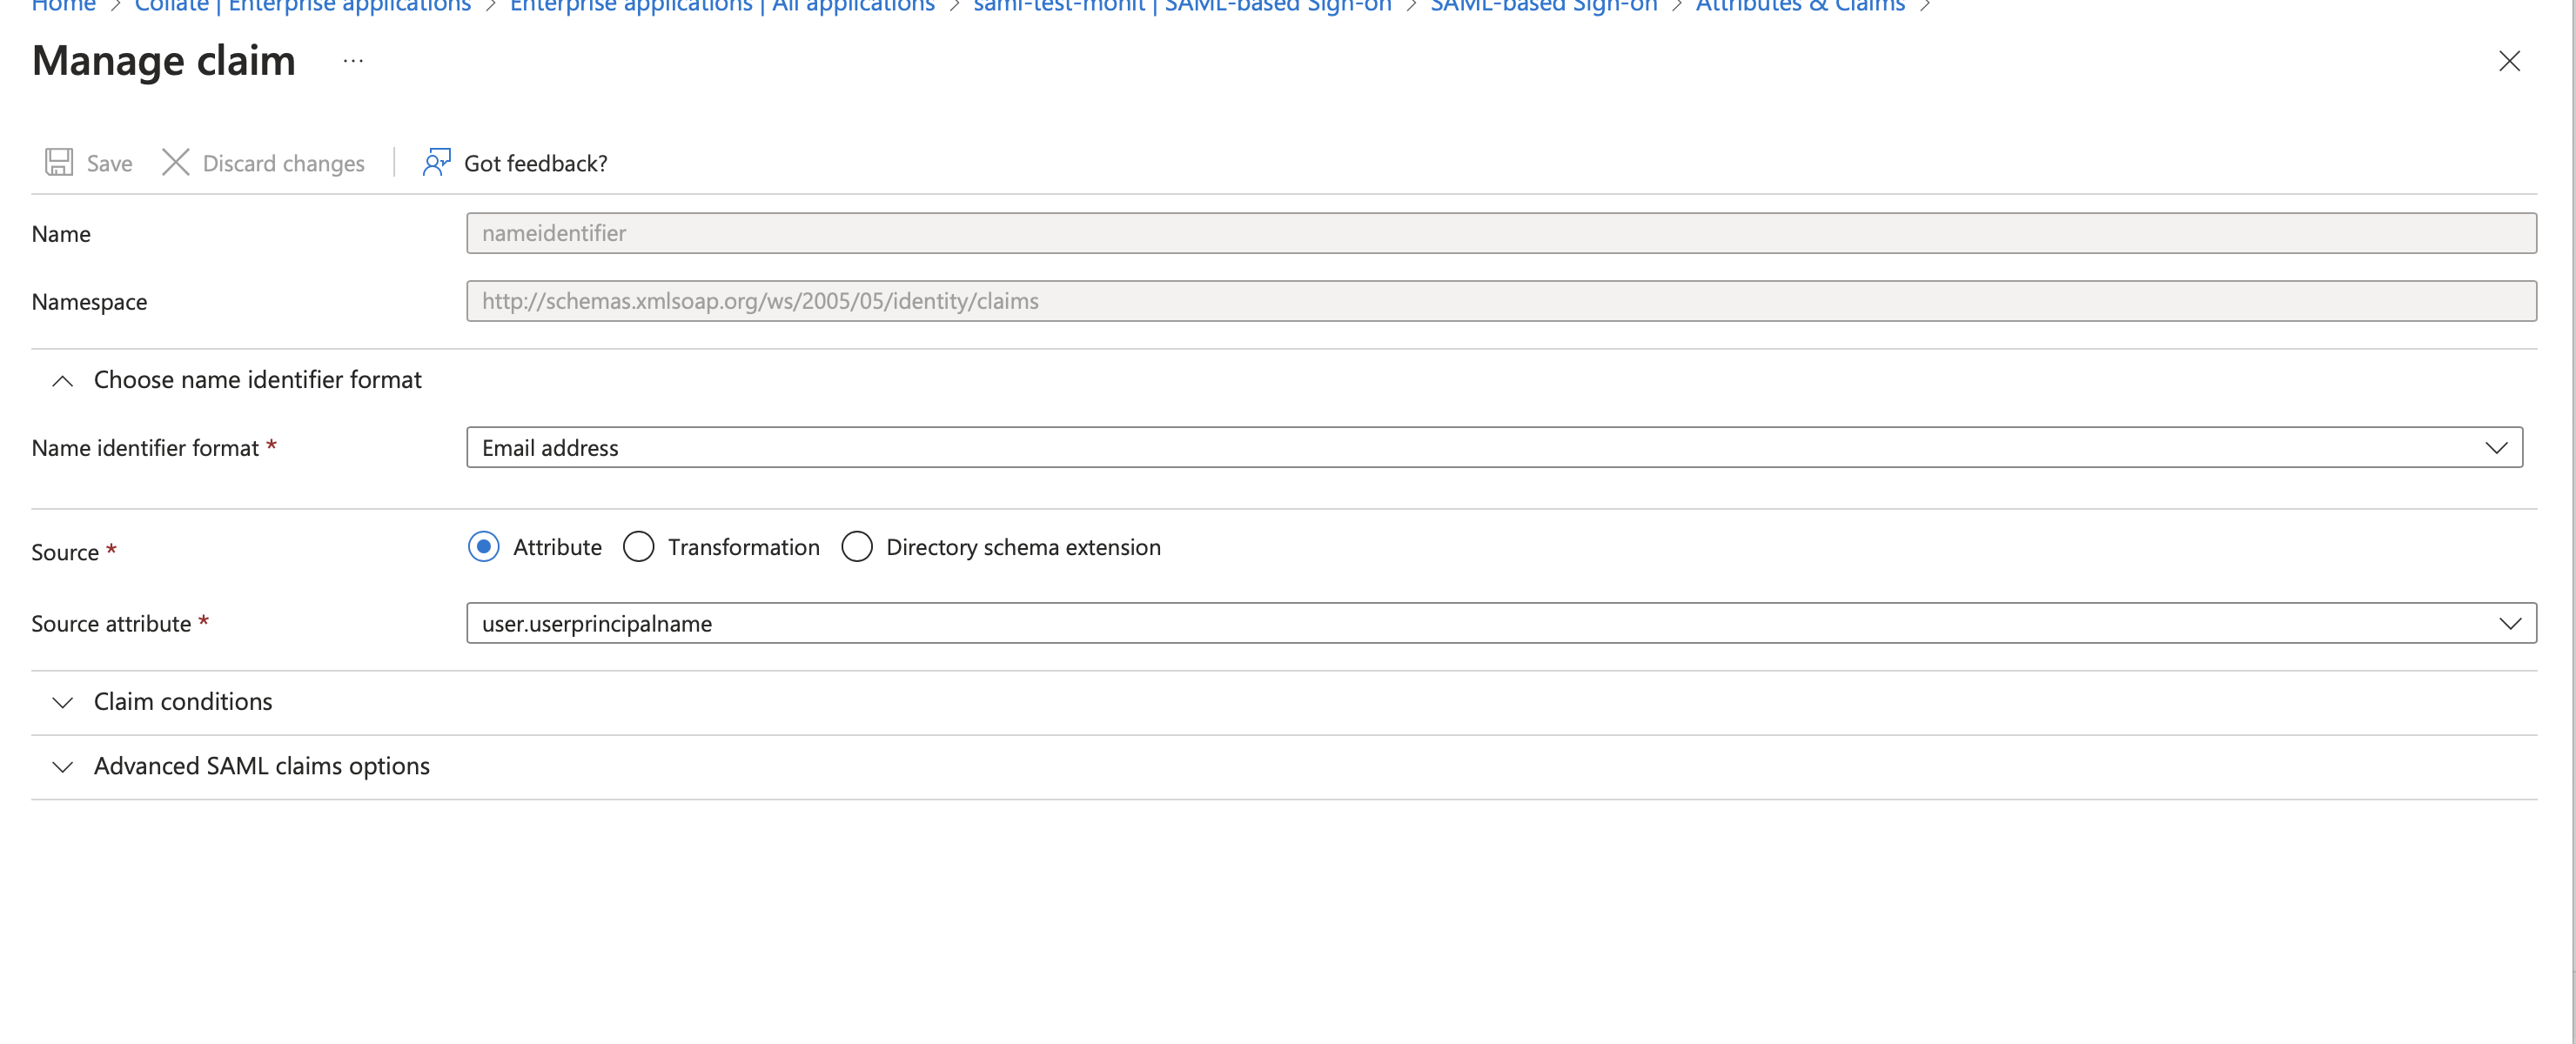 Home > Collate | Enterprise applications > Enterprise applications | All applications > saml-test-mohit | SAML-based Sign-on > SAML-based Sign-on > Attributes & Claims >
Manage claim ...
Save Discard changes | Got feedback?
Name nameidentifier
Namespace http://schemas.xmlsoap.org/ws/2005/05/identity/claims
Choose name identifier format
Name identifier format * Email address
Source * Attribute Transformation Directory schema extension
Source attribute * user.userprincipalname
Claim conditions
Advanced SAML claims options